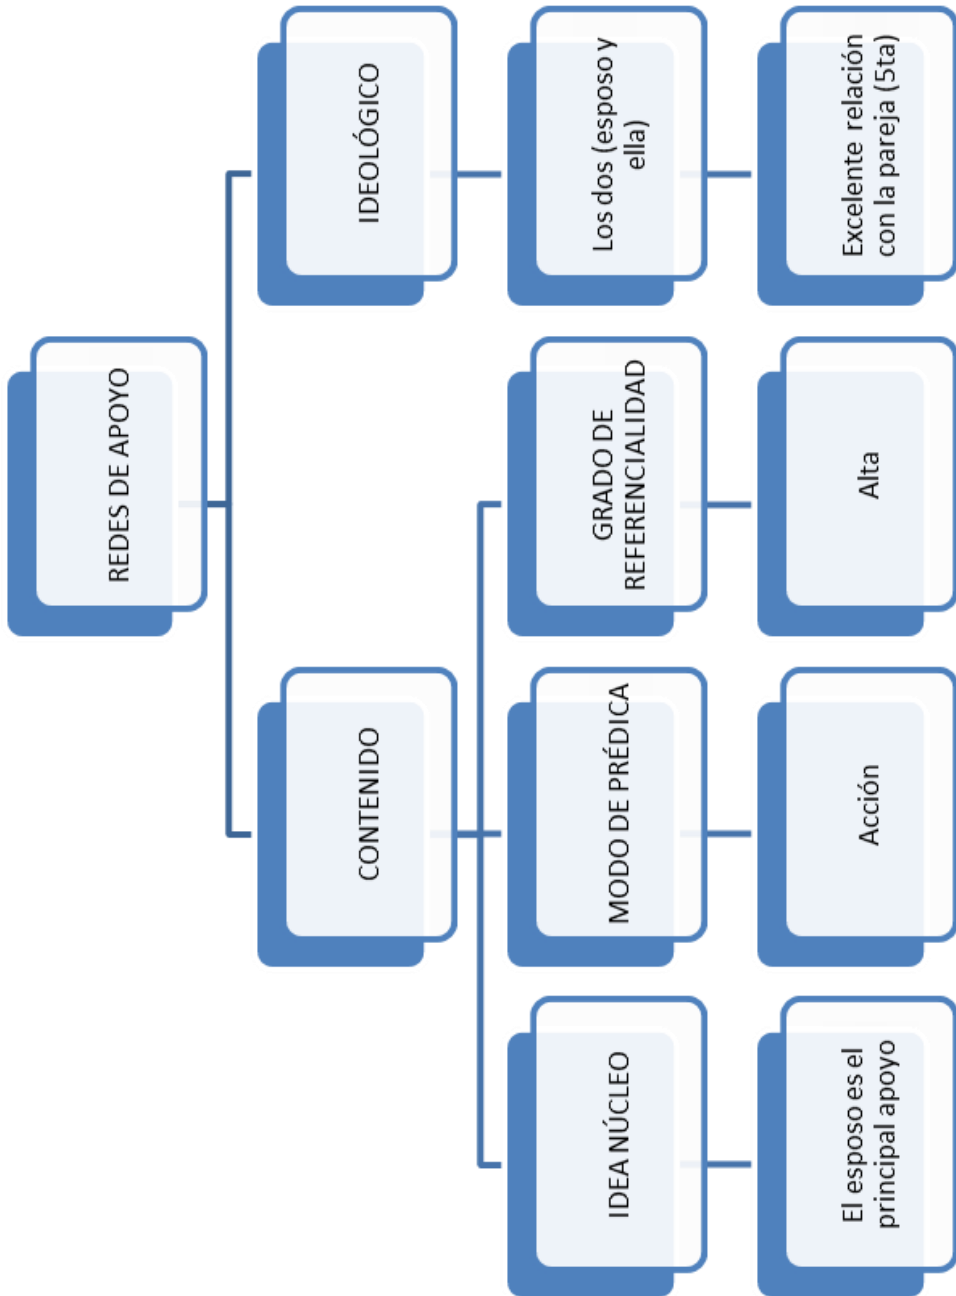 REDES DE APOYO
CONTENIDO
IDEOLÓGICO
IDEA NÚCLEO
MODO DE PRÉDICA
GRADO DE
REFERENCIALIDAD
Los dos (esposo y
ella)
El esposo es el
principal apoyo
Acción
Alta
Excelente relación
con la pareja (5ta)